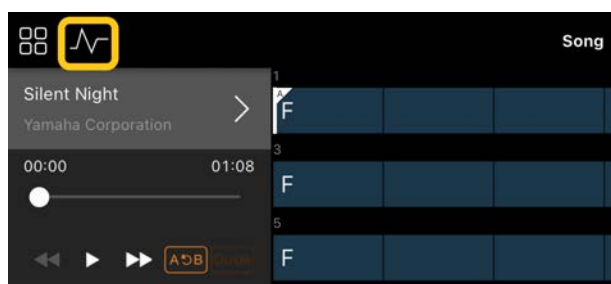 Song
Silent Night
Yamaha Corporation
00:00 01:08
A B
1
A
F
3
F
5
F